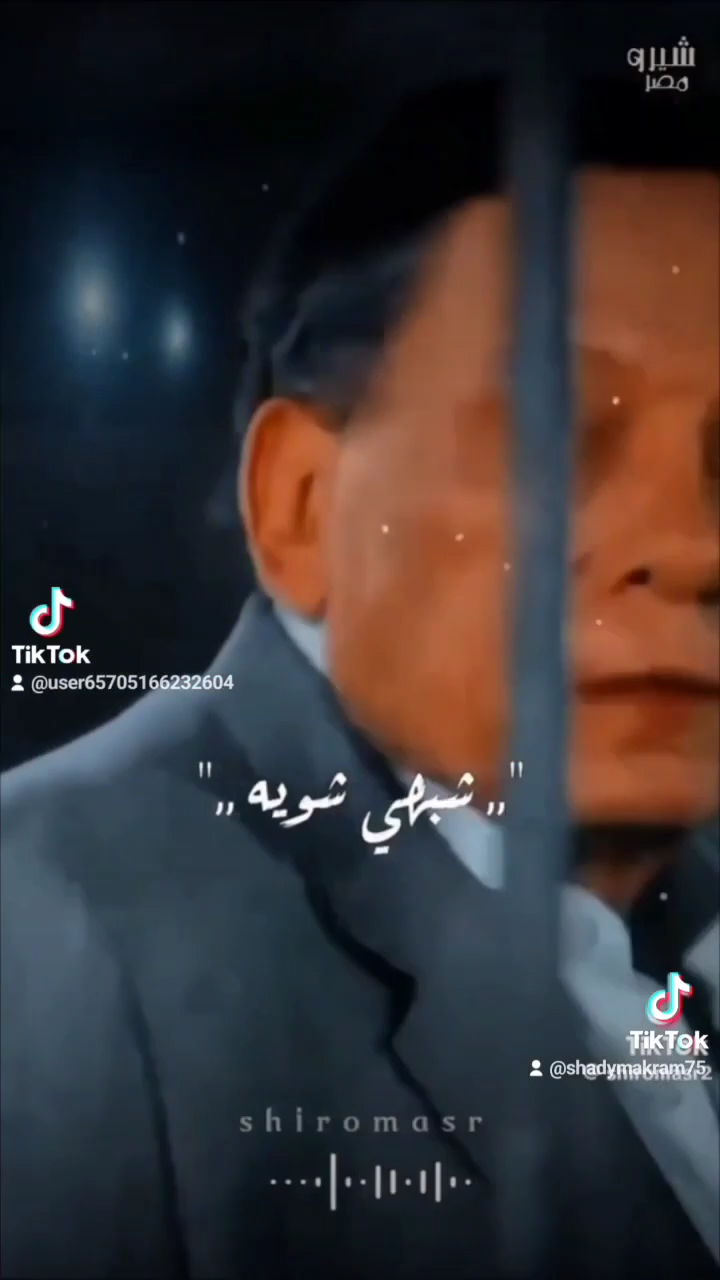 شيرو
مصر
TikTok
@user65705166232604
",, شبهي شويه ,,"
TikTok
@shadymakram75
shiromasr